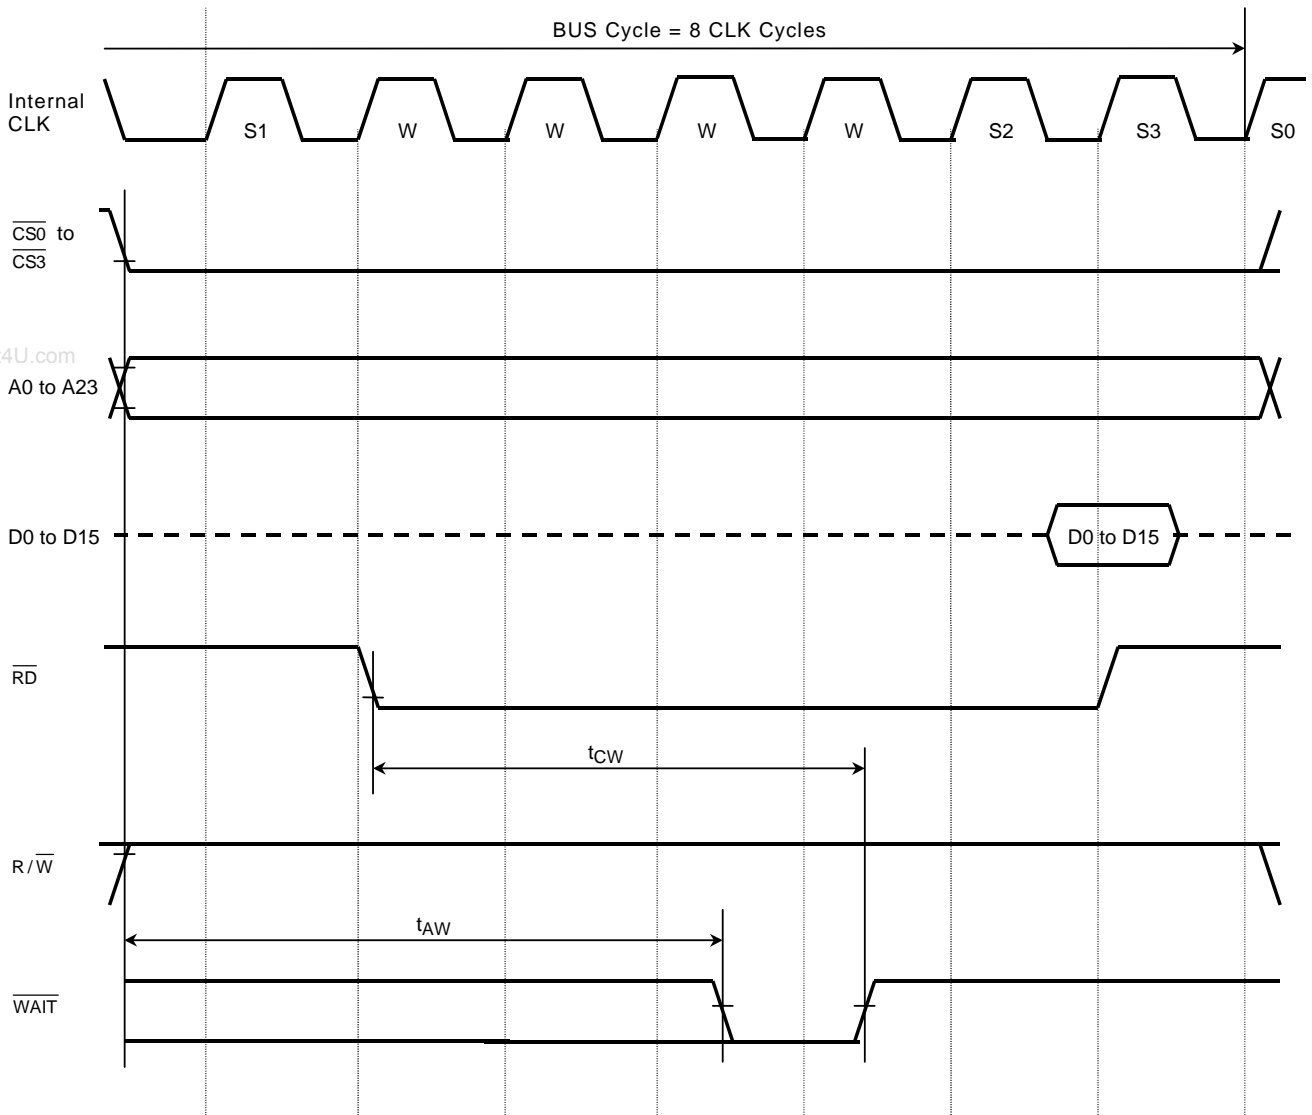 BUS Cycle = 8 CLK Cycles
Internal
CLK
S1
W
W
W
W
S2
S3
S0
CS0 to
CS3
t4U.com
A0 to A23
D0 to D15
D0 to D15
RD
tCW
R/W
tAW
WAIT